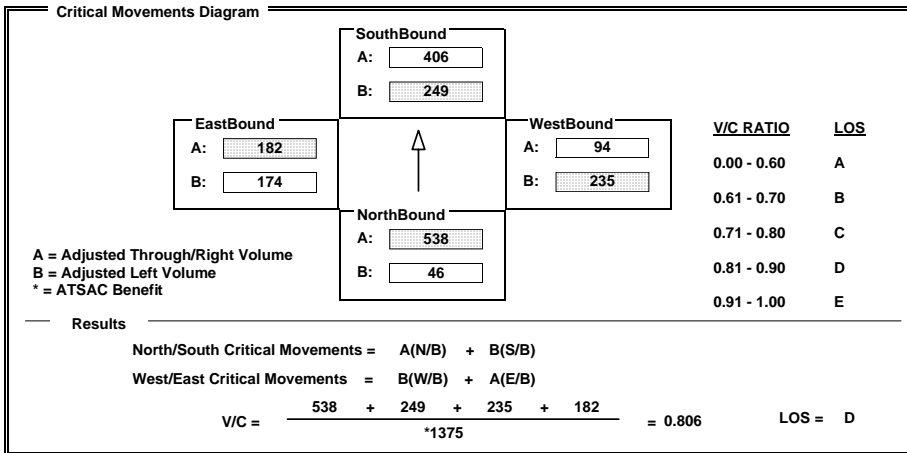 Critical Movements Diagram
SouthBound
A: 406
B: 249
EastBound
A: 182
B: 174
WestBound
A: 94
B: 235
NorthBound
A: 538
B: 46
V/C RATIO LOS
0.00 - 0.60 A
0.61 - 0.70 B
0.71 - 0.80 C
0.81 - 0.90 D
0.91 - 1.00 E
A = Adjusted Through/Right Volume
B = Adjusted Left Volume
* = ATSAC Benefit
Results
North/South Critical Movements = A(N/B) + B(S/B)
West/East Critical Movements = B(W/B) + A(E/B)
V/C = 538 + 249 + 235 + 182 = 0.806 LOS = D
*1375